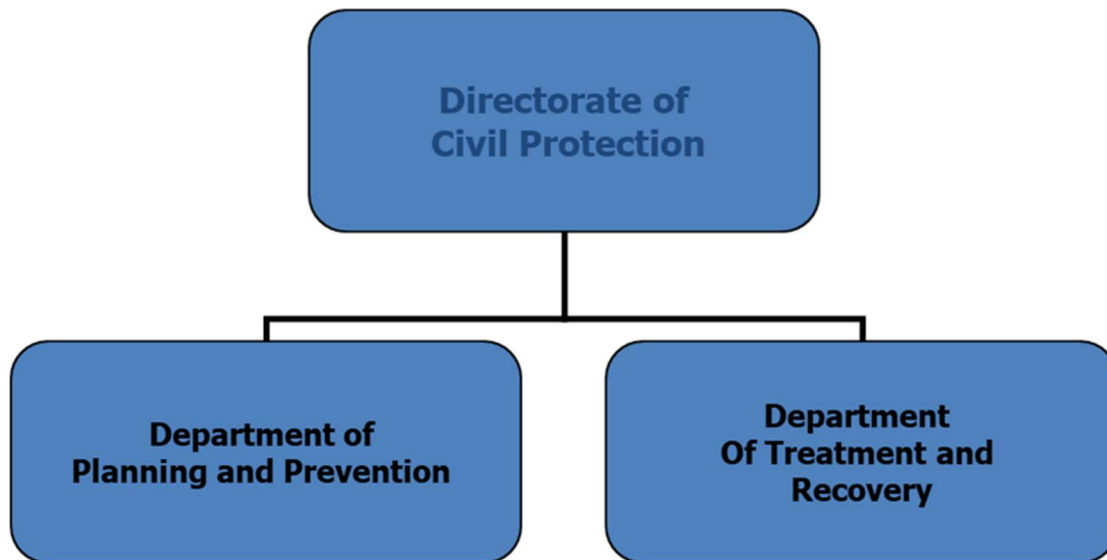 Directorate of
Civil Protection
Department of
Planning and Prevention
Department
Of Treatment and
Recovery